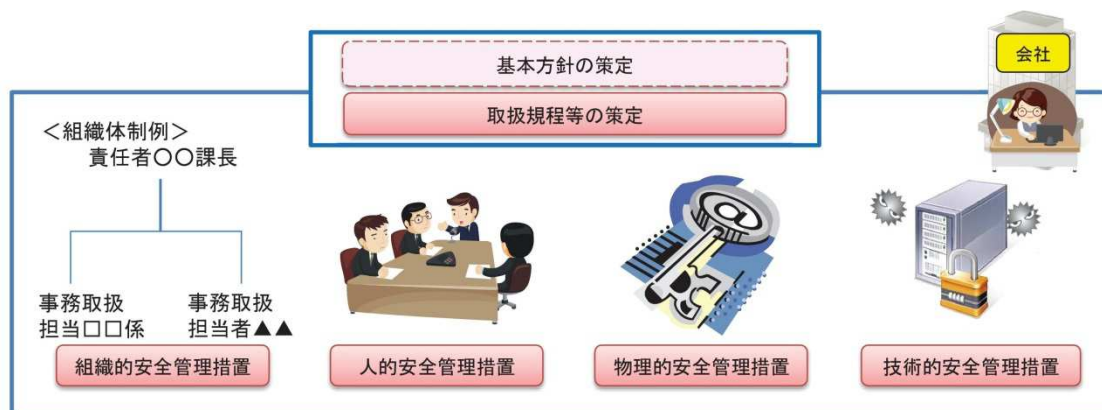 基本方針の策定
取扱規程等の策定
会社
＜組織体制例＞
責任者〇〇課長
事務取扱
担当□□係
事務取扱
担当者▲▲
組織的安全管理措置
人的安全管理措置
物理的安全管理措置
技術的安全管理措置
@